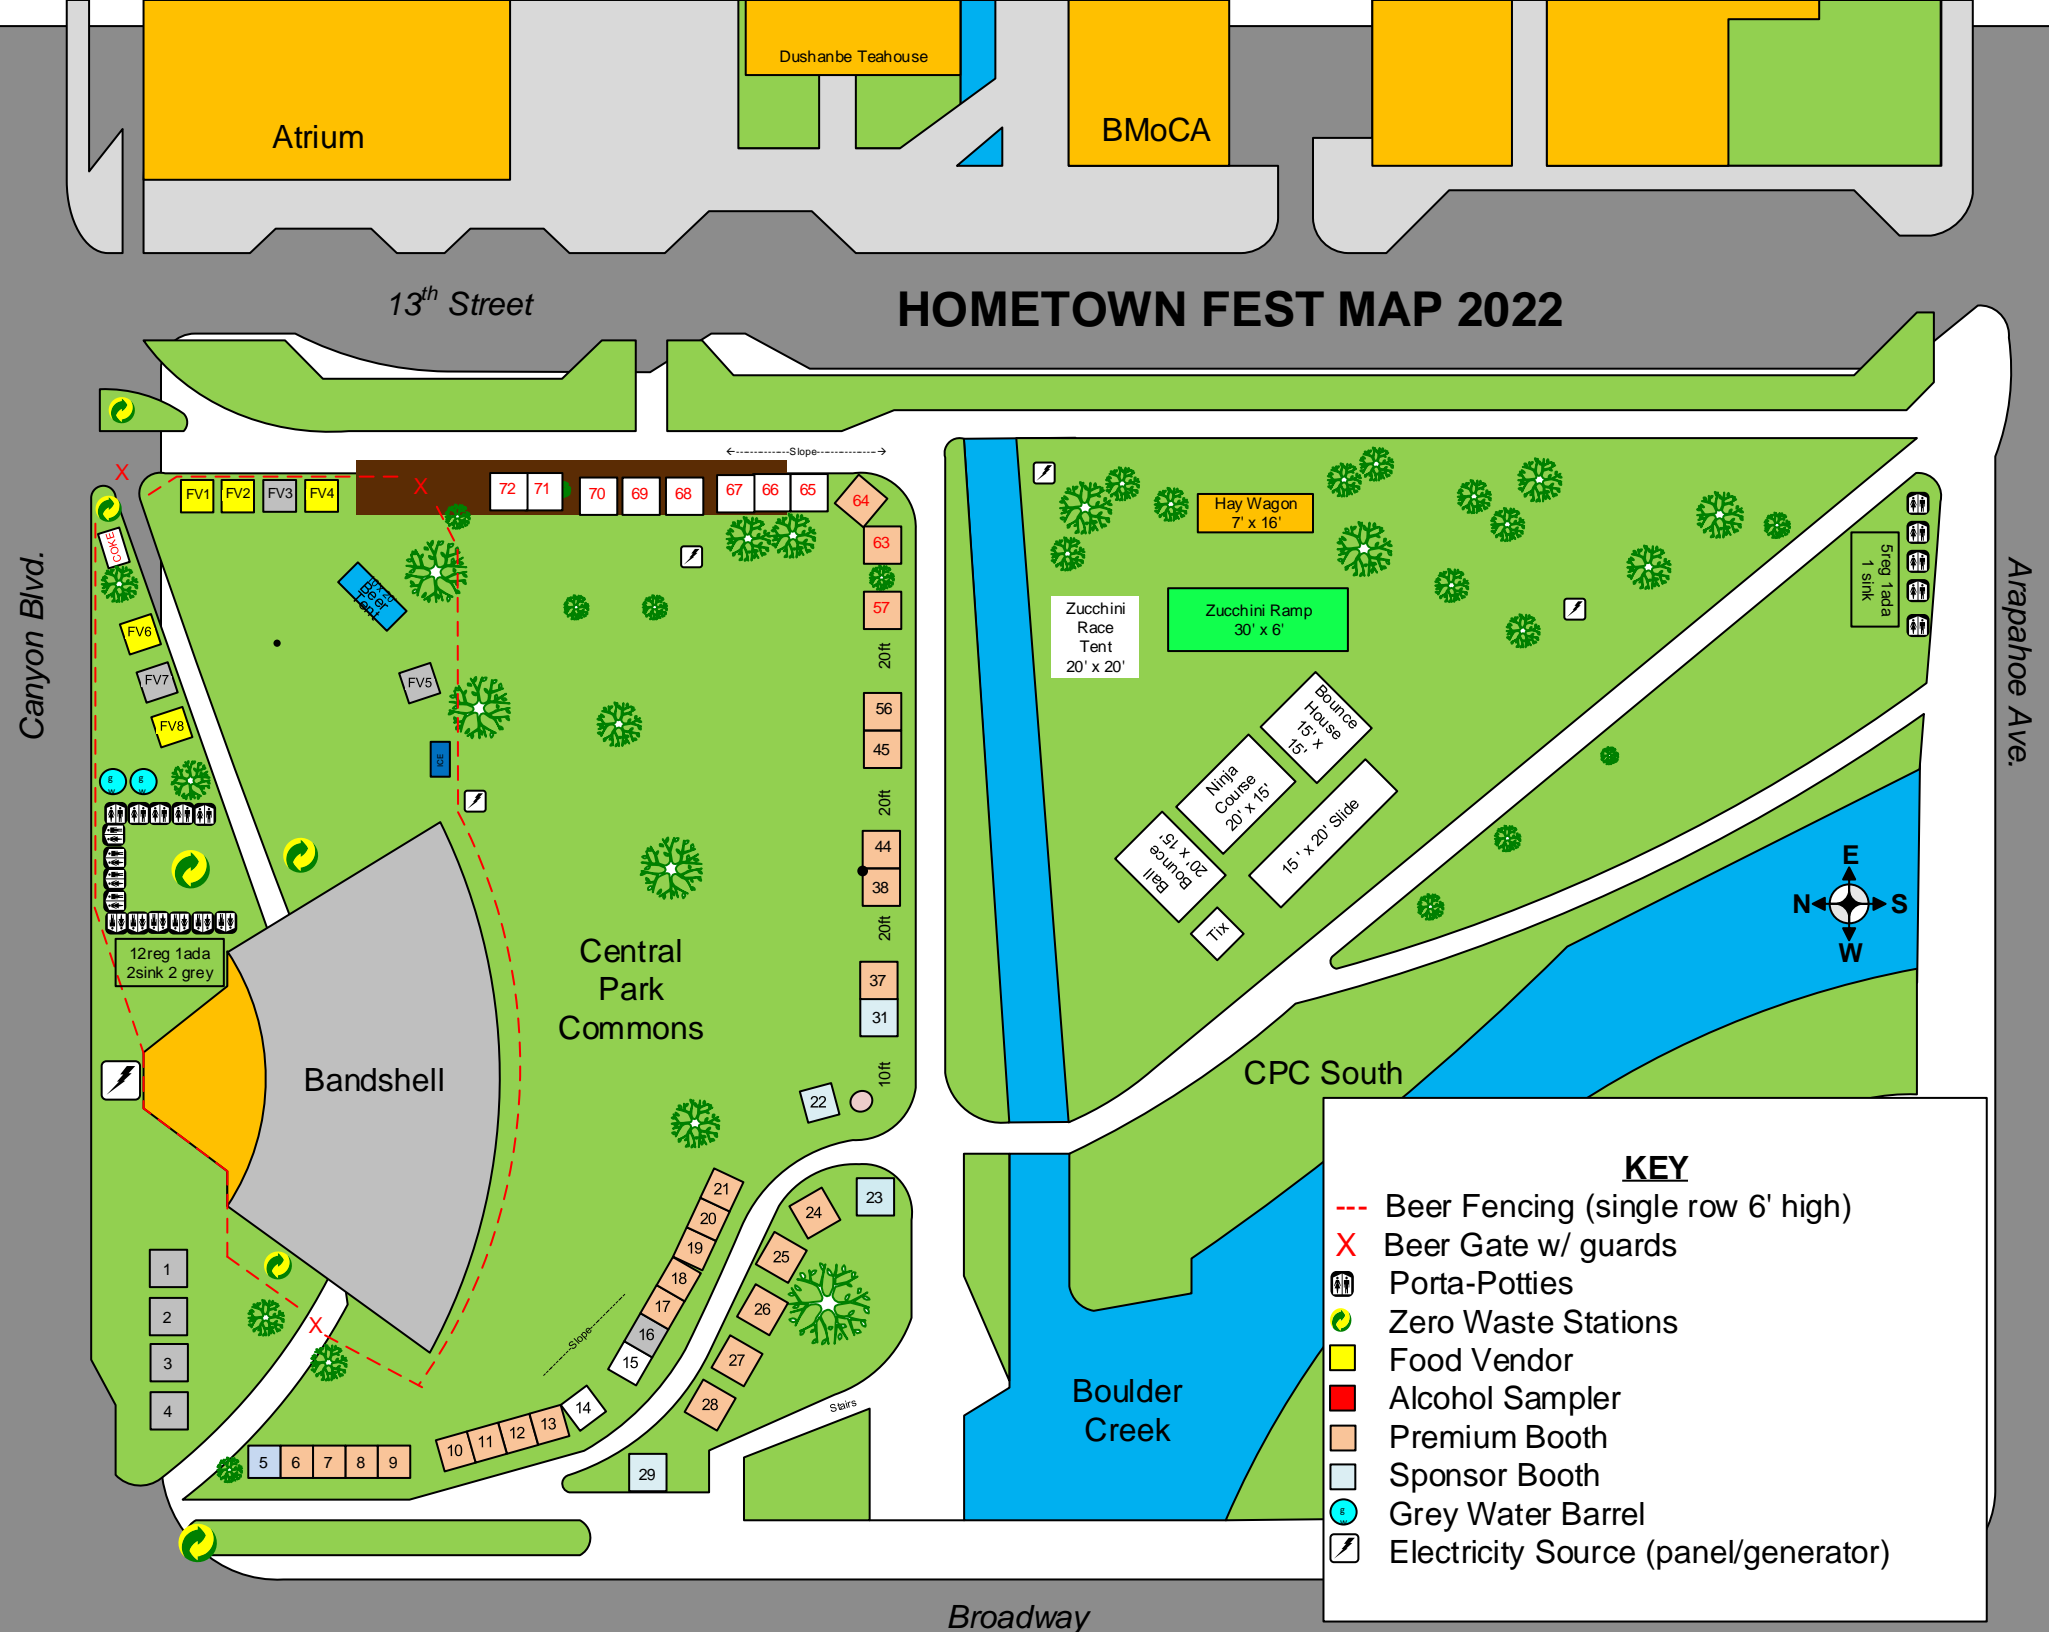 Dushanbe Teahouse
Atrium
BMoCA
13th Street
HOMETOWN FEST MAP 2022
Canyon Blvd.
Arapahoe Ave.
Broadway
<------------Slope------------>
X
X
FV1
FV2
FV3
FV4
72
71
70
69
68
67
66
65
64
63
57
20ft
56
45
20ft
44
38
20ft
37
31
10ft
22
COKE
FV6
FV7
FV8
Beer
Tent
FV5
ICE
g
w
g
w
12reg 1ada
2sink 2 grey
Bandshell
Central
Park
Commons
Hay Wagon
7' x 16'
Zucchini
Race
Tent
20' x 20'
Zucchini Ramp
30' x 6'
5reg 1ada
1 sink
Bounce
House
15' x
15'
Ninja
Course
20' x 15'
15 ' x 20' Slide
Ball
Bounce
20' x 15'
Tix
E
N
S
W
CPC South
Boulder
Creek
1
2
3
4
X
5
6
7
8
9
10
11
12
13
14
15
16
17
18
19
20
21
Slope
23
24
25
26
27
28
29
Stairs
KEY
--- Beer Fencing (single row 6' high)
X Beer Gate w/ guards
Porta-Potties
Zero Waste Stations
Food Vendor
Alcohol Sampler
Premium Booth
Sponsor Booth
g
w
Grey Water Barrel
Electricity Source (panel/generator)